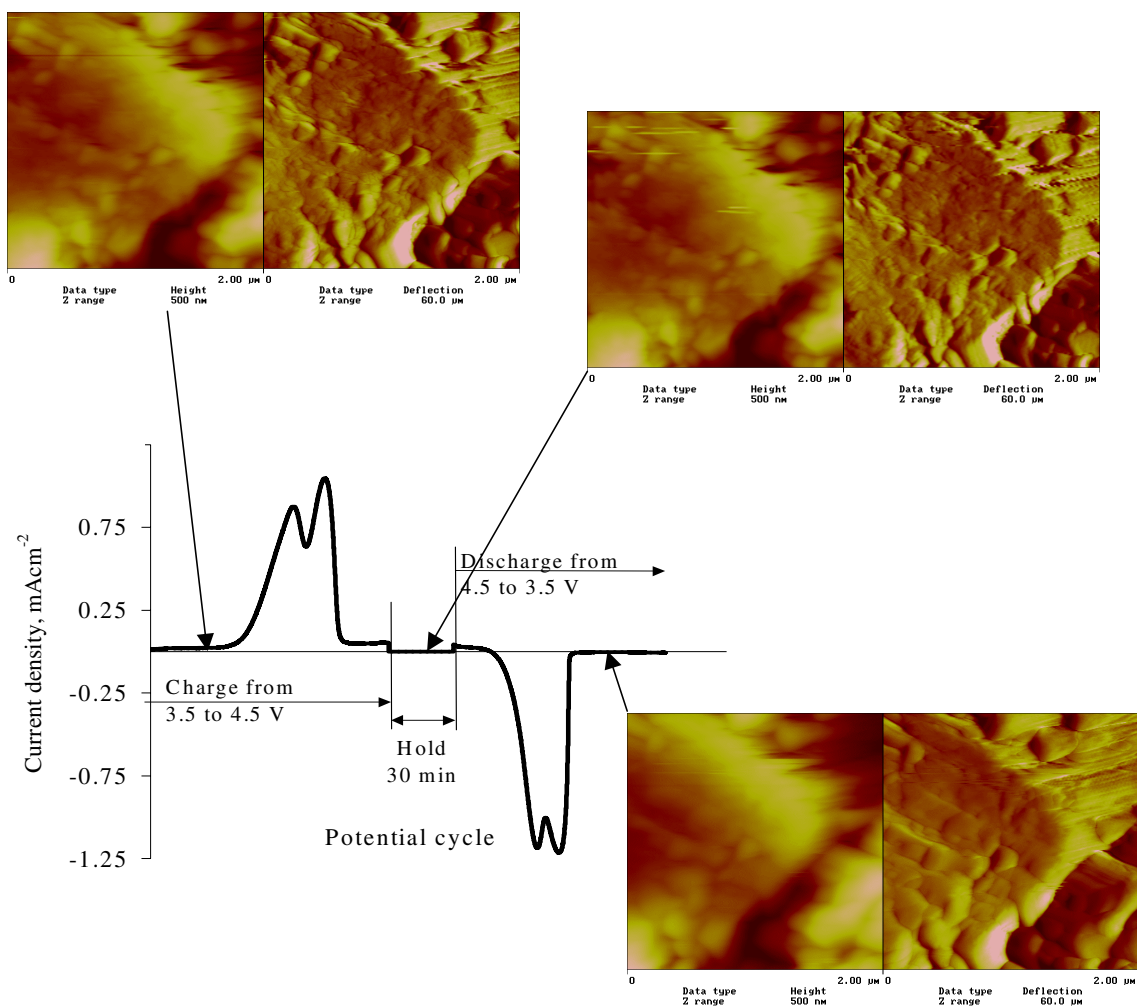 0 2.00 µm 0 2.00 µm
Data type Height Data type Deflection
Z range 500 nm Z range 60.0 µm
0 2.00 µm 0 2.00 µm
Data type Height Data type Deflection
Z range 500 nm Z range 60.0 µm
Current density, mAcm-2
0.75
0.25
-0.25
-0.75
-1.25
Discharge from
4.5 to 3.5 V
Charge from
3.5 to 4.5 V
Hold
30 min
Potential cycle
0 2.00 µm 0 2.00 µm
Data type Height Data type Deflection
Z range 500 nm Z range 60.0 µm